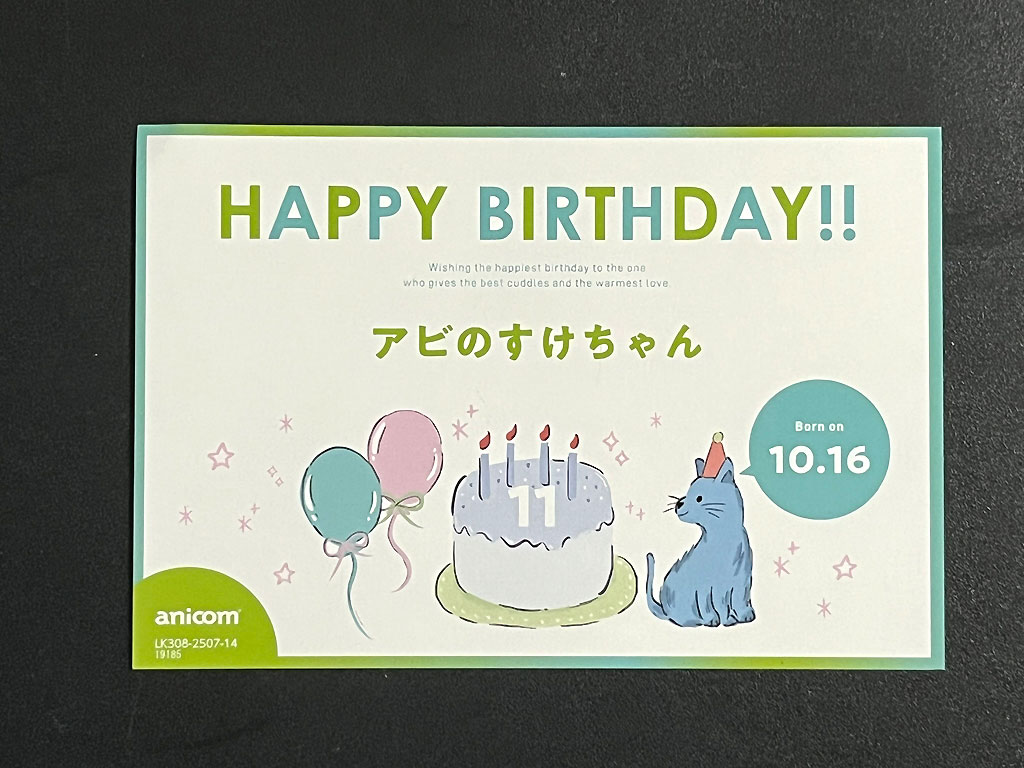 HAPPY BIRTHDAY!!
Wishing the happiest birthday to the one
who gives the best cuddles and the warmest love.
アビのすけちゃん
Born on
10.16
11
anicom
LK308-2507-14
19185